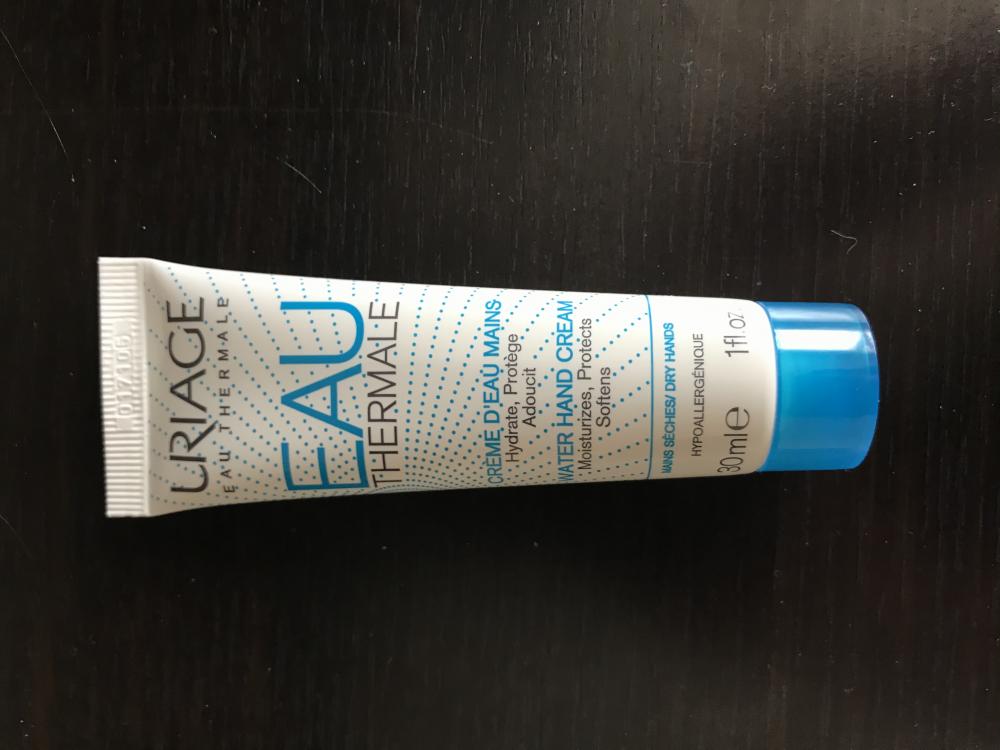 017106
URIAGE
EAU THERMALE
EAU
THERMALE
CRÈME D'EAU MAINS
Hydrate, Protège
Adoucit
WATER HAND CREAM
Moisturizes, Protects
Softens
MAINS SÈCHES/ DRY HANDS
HYPOALLERGÉNIQUE
30ml℮ 1fl.oz